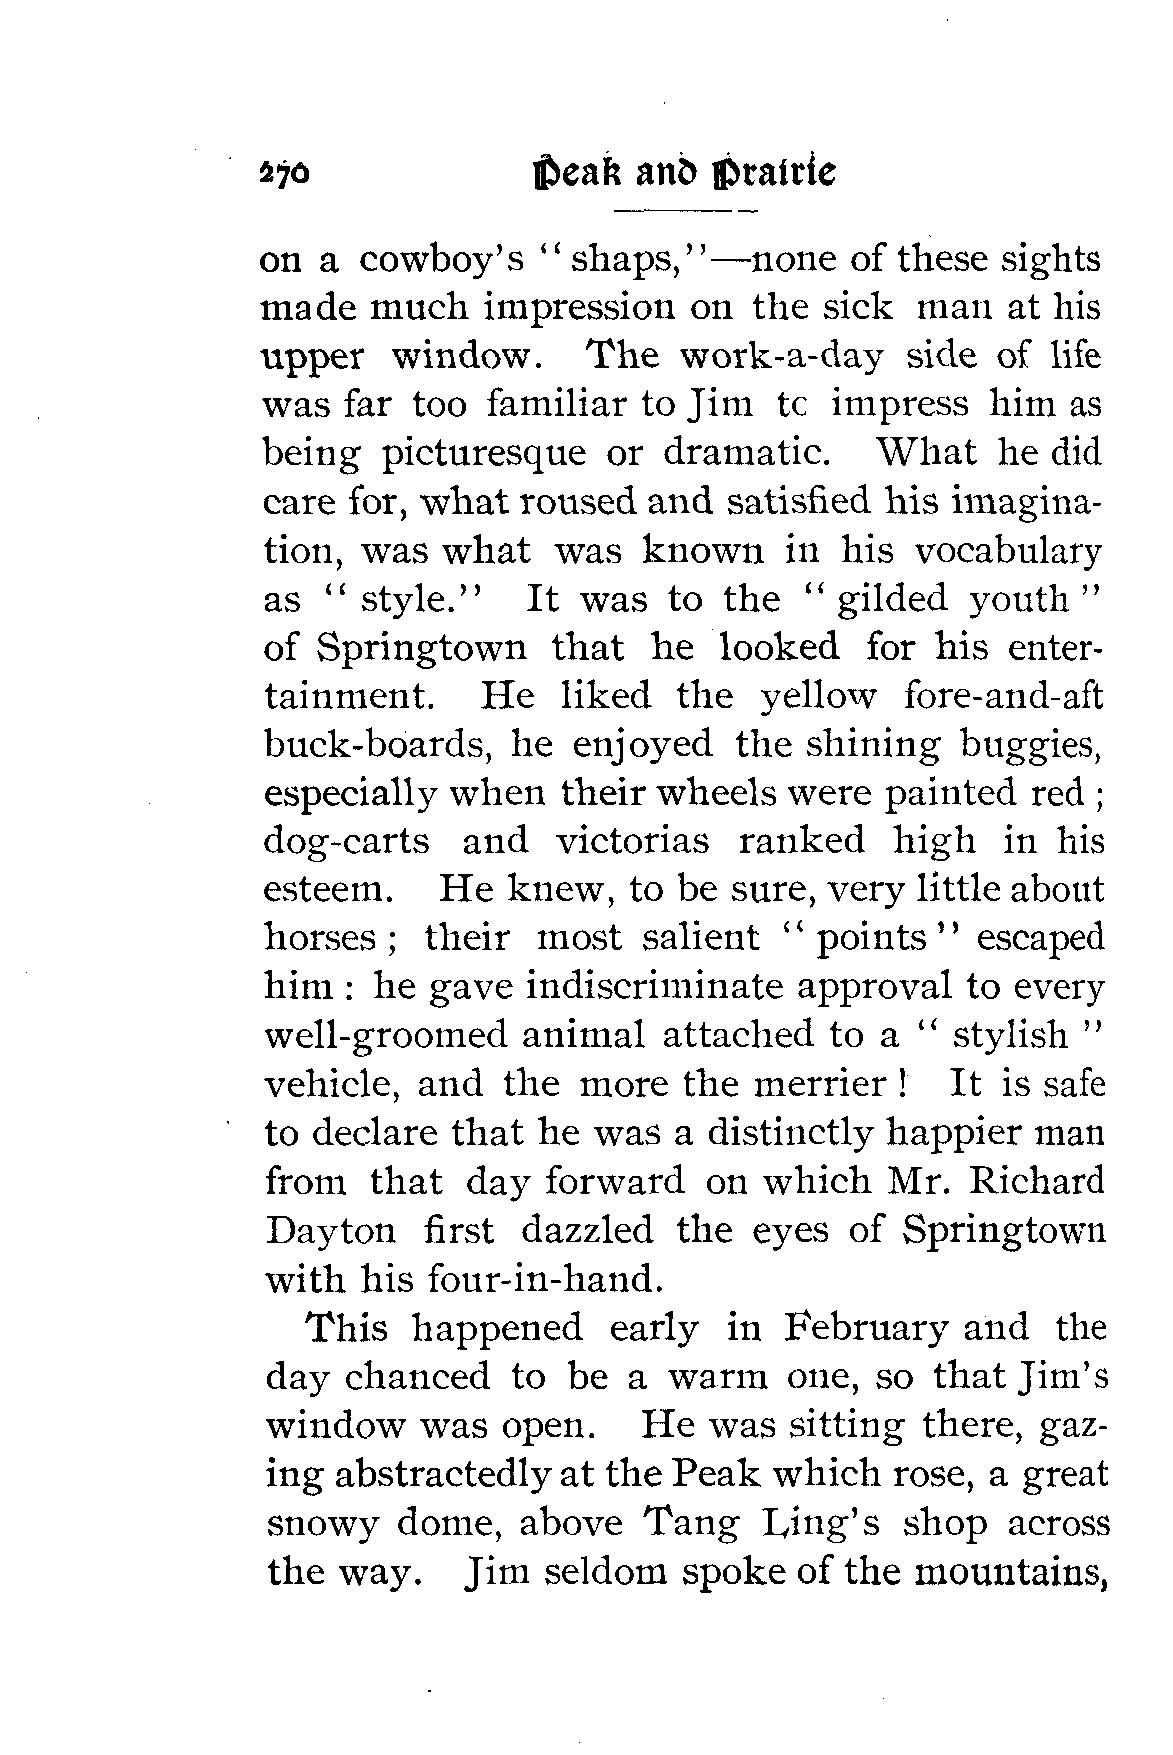 270 Peak and Prairie
on a cowboy's “shaps,”—none of these sights
made much impression on the sick man at his
upper window. The work-a-day side of life
was far too familiar to Jim tc impress him as
being picturesque or dramatic. What he did
care for, what roused and satisfied his imagina-
tion, was what was known in his vocabulary
as “style.” It was to the “gilded youth”
of Springtown that he looked for his enter-
tainment. He liked the yellow fore-and-aft
buck-boards, he enjoyed the shining buggies,
especially when their wheels were painted red ;
dog-carts and victorias ranked high in his
esteem. He knew, to be sure, very little about
horses ; their most salient “points” escaped
him : he gave indiscriminate approval to every
well-groomed animal attached to a “stylish”
vehicle, and the more the merrier ! It is safe
to declare that he was a distinctly happier man
from that day forward on which Mr. Richard
Dayton first dazzled the eyes of Springtown
with his four-in-hand.
This happened early in February and the
day chanced to be a warm one, so that Jim's
window was open. He was sitting there, gaz-
ing abstractedly at the Peak which rose, a great
snowy dome, above Tang Ling's shop across
the way. Jim seldom spoke of the mountains,